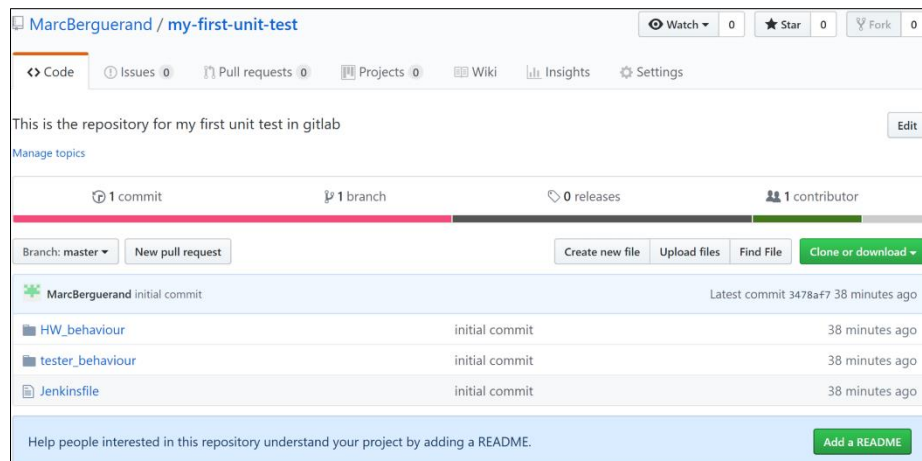 MarcBerguerand / my-first-unit-test Watch 0 Star 0 Fork 0
Code Issues 0 Pull requests 0 Projects 0 Wiki Insights Settings
This is the repository for my first unit test in gitlab Edit
Manage topics
1 commit 1 branch 0 releases 1 contributor
Branch: master New pull request Create new file Upload files Find File Clone or download
MarcBerguerand initial commit Latest commit 3478af7 38 minutes ago
HW_behaviour initial commit 38 minutes ago
tester_behaviour initial commit 38 minutes ago
Jenkinsfile initial commit 38 minutes ago
Help people interested in this repository understand your project by adding a README. Add a README